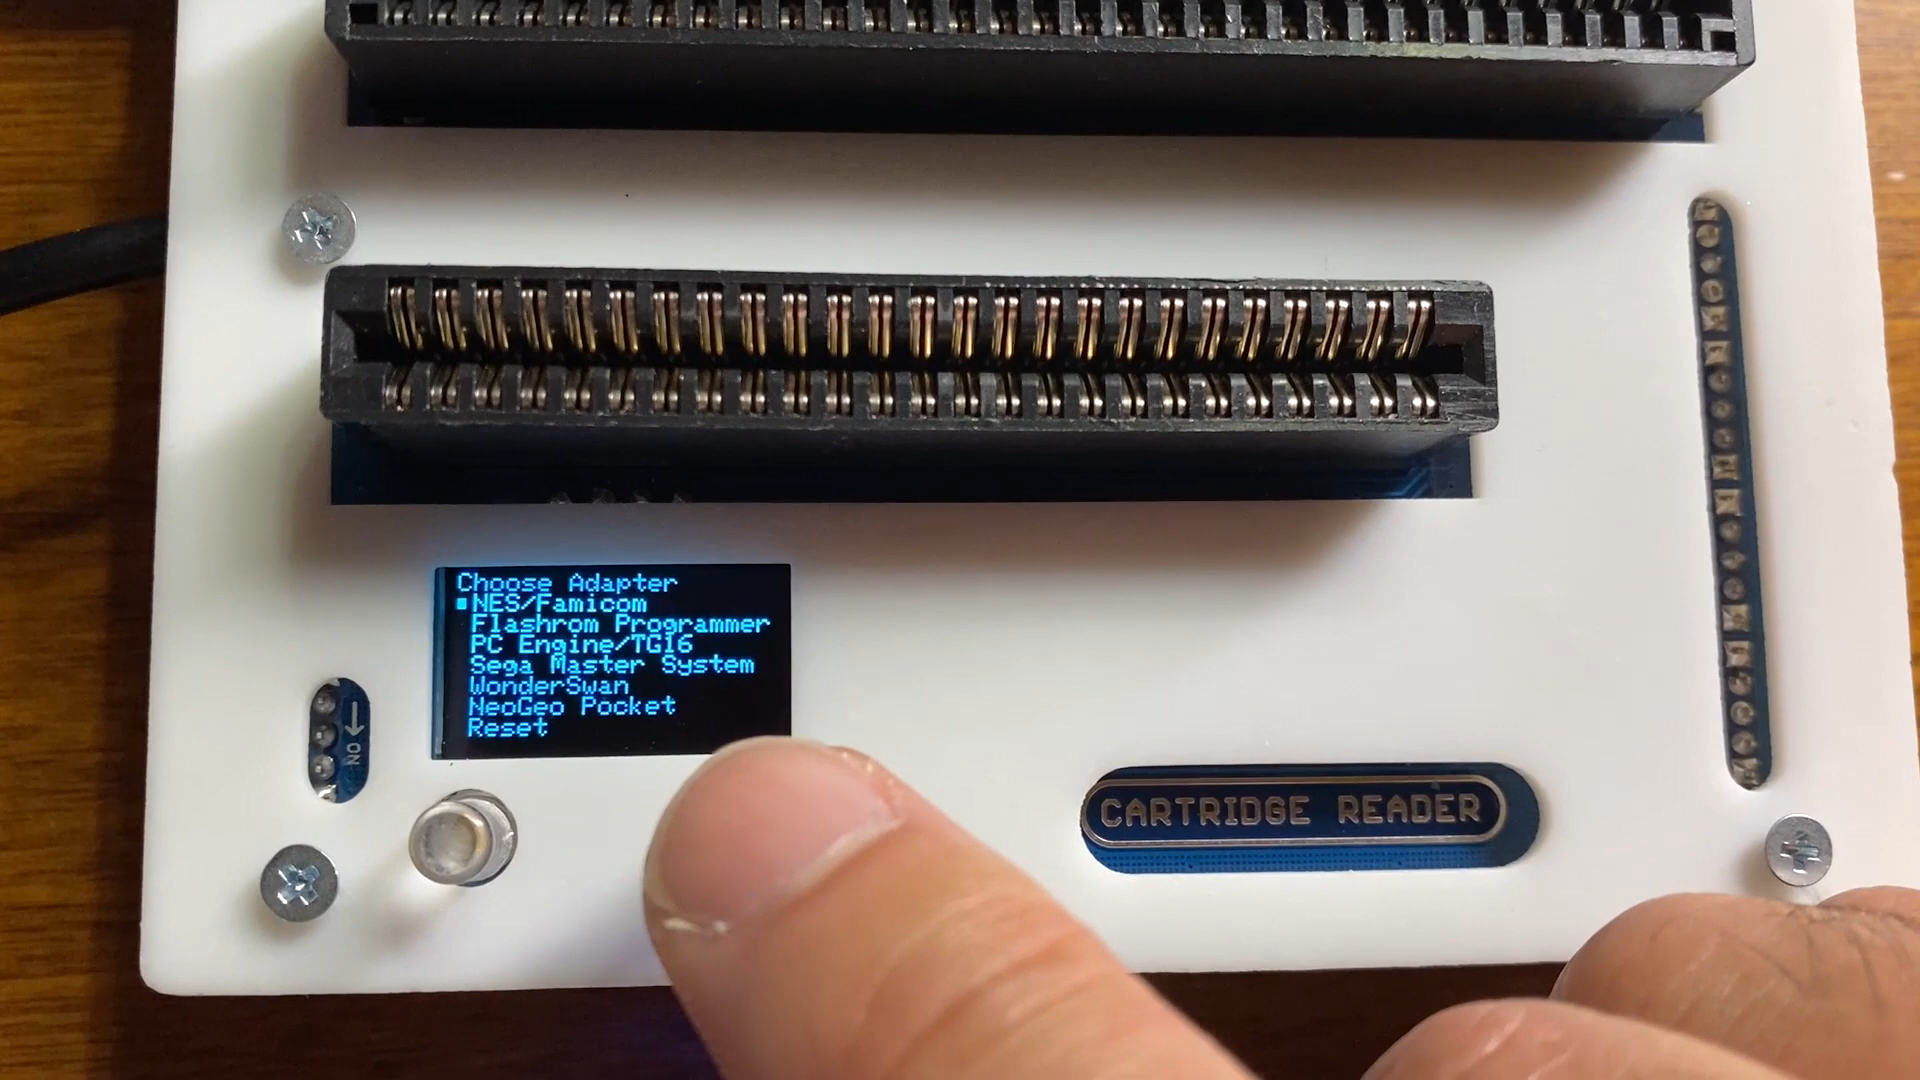 Choose Adapter
NES/Famicom
Flashrom Programmer
PC Engine/TG16
Sega Master System
WonderSwan
NeoGeo Pocket
Reset
ON
CARTRIDGE READER